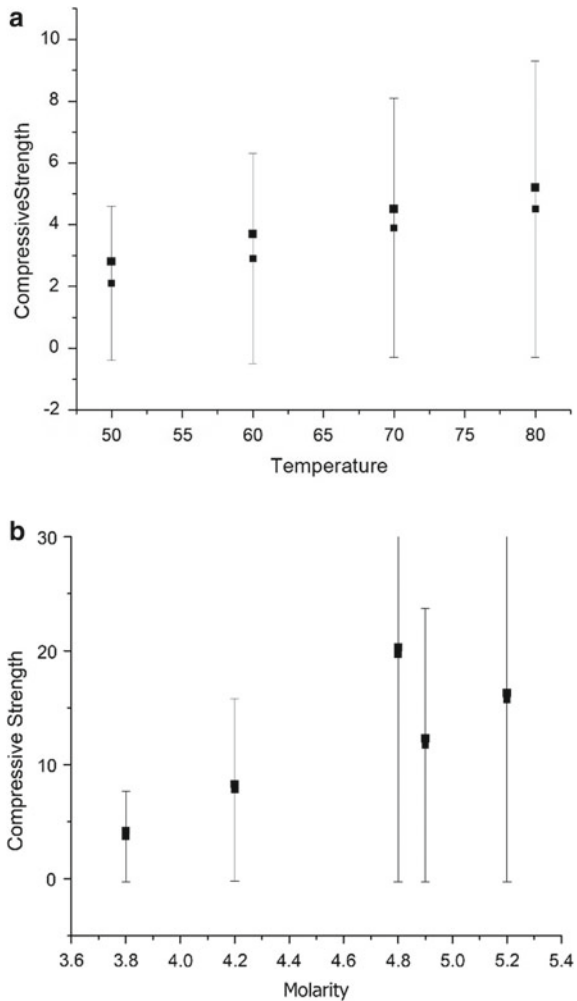 a
10
8
6
4
2
0
-2
CompressiveStrength
50 55 60 65 70 75 80
Temperature
b
30
20
10
0
Compressive Strength
3.6 3.8 4.0 4.2 4.4 4.6 4.8 5.0 5.2 5.4
Molarity